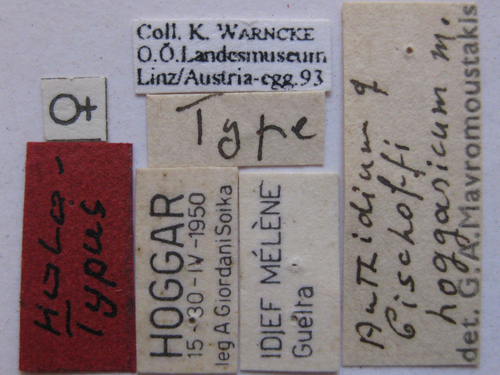 Coll. K. WARNCKE
O.Ö.Landesmuseum
Linz/Austria-egg.93
♀
Type
Holo-
Typus
HOGGAR
15-30-IV-1950
leg A Giordani Soika
IDJEF MÉLÈNE
Guelta
Anthidium ♀
bischoffi
hoggaricum m.
det. G. A. Mavromoustakis